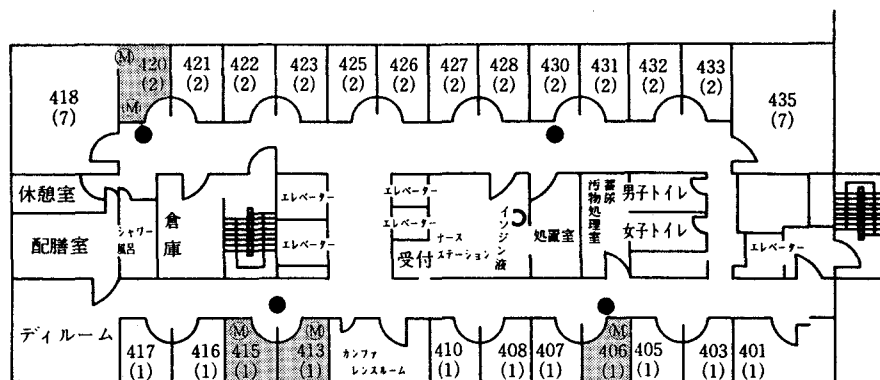 418
(7)
Ⓜ
420
(2)
(M)
421
(2)
422
(2)
423
(2)
425
(2)
426
(2)
427
(2)
428
(2)
430
(2)
431
(2)
432
(2)
433
(2)
435
(7)
休憩室
配膳室
シャワー
風呂
倉庫
エレベーター
エレベーター
エレベーター
エレベーター
受付
ナース
ステーション
イソジン液
処置室
蓄尿
汚物処理室
男子トイレ
女子トイレ
エレベーター
ディルーム
417
(1)
416
(1)
(M)
415
(1)
(M)
413
(1)
カンファ
レンスルーム
410
(1)
408
(1)
407
(1)
(M)
406
(1)
405
(1)
403
(1)
401
(1)